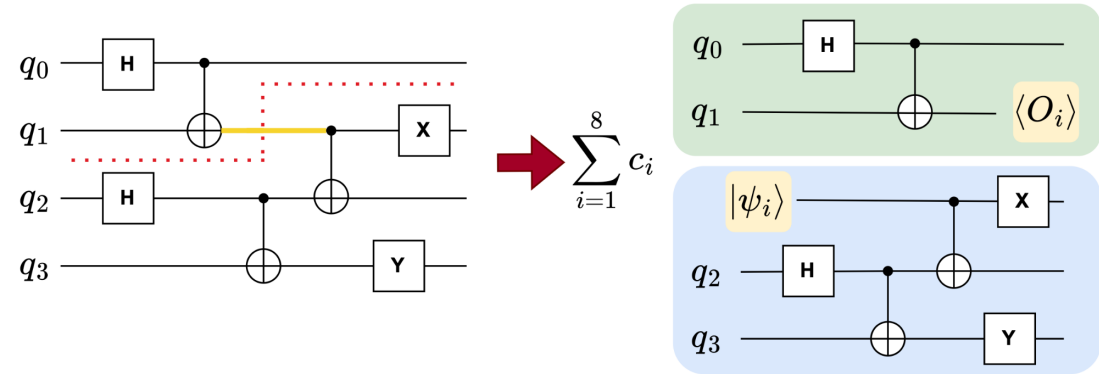 q₀ H
q₁ X
q₂ H
q₃ Y
8
∑ cᵢ
i=1
q₀ H
q₁ ⟨Oᵢ⟩
|ψᵢ⟩ X
q₂ H
q₃ Y